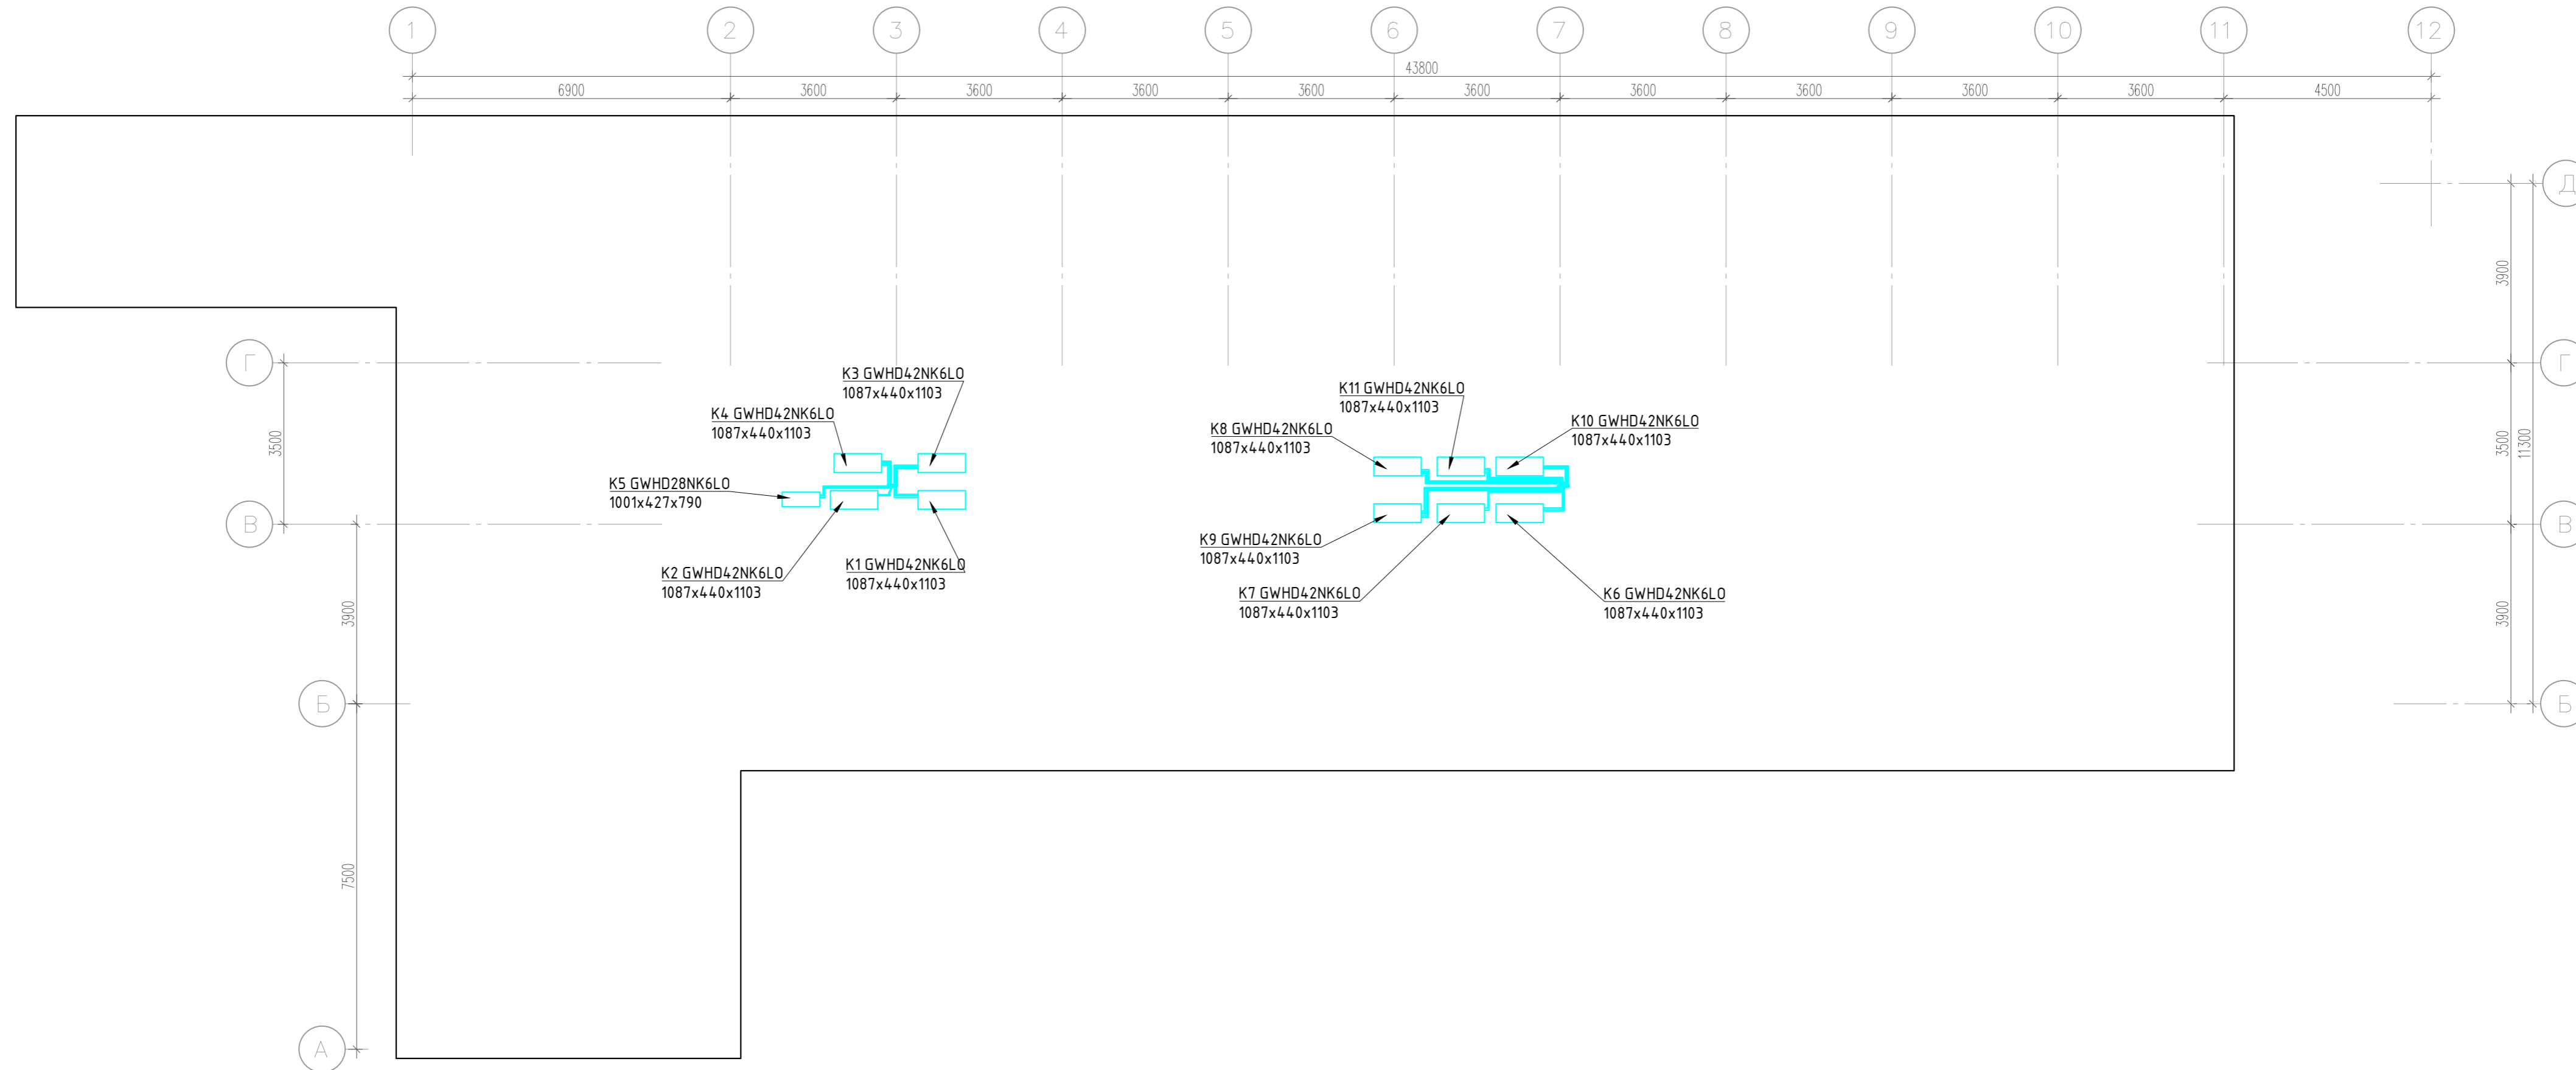 1 2 3 4 5 6 7 8 9 10 11 12
43800
6900 3600 3600 3600 3600 3600 3600 3600 3600 3600 4500
Д
3900
Г
Г
К3 GWHD42NK6LO
1087x440x1103
К4 GWHD42NK6LO
1087x440x1103
К11 GWHD42NK6LO
1087x440x1103
К8 GWHD42NK6LO
1087x440x1103
К10 GWHD42NK6LO
1087x440x1103
3500
3500
11300
К5 GWHD28NK6LO
1001x427x790
В
В
К9 GWHD42NK6LO
1087x440x1103
К2 GWHD42NK6LO
1087x440x1103
К1 GWHD42NK6LO
1087x440x1103
К7 GWHD42NK6LO
1087x440x1103
К6 GWHD42NK6LO
1087x440x1103
3900
3900
Б
Б
7500
А